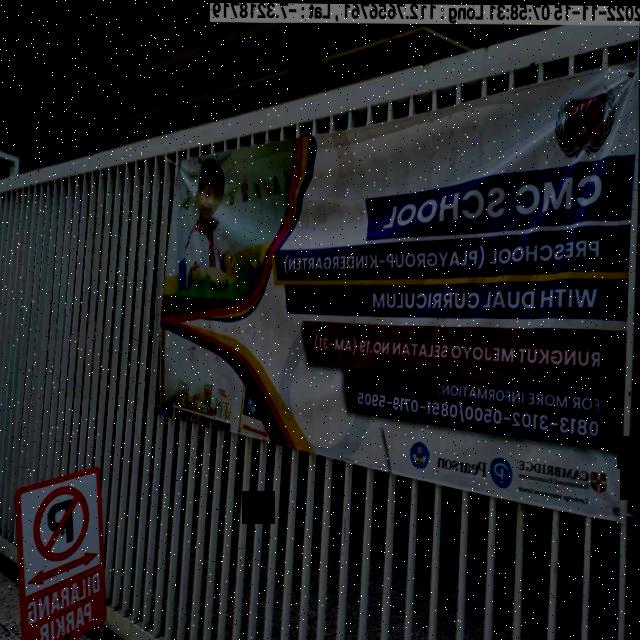 2022-11-15 07:58:31
Long: 112.765676, Lat: -7.3218719
CMC SCHOOL
PRESCHOOL (PLAYGROUP-KINDERGARTEN)
WITH DUAL CURRICULUM
RUNGKUT MEJOYO SELATAN NO.19 (AM-31)
FOR MORE INFORMATION
0813-3102-0500/0851-0719-5905
CAMBRIDGE
Pearson
P
DILARANG
PARKIR